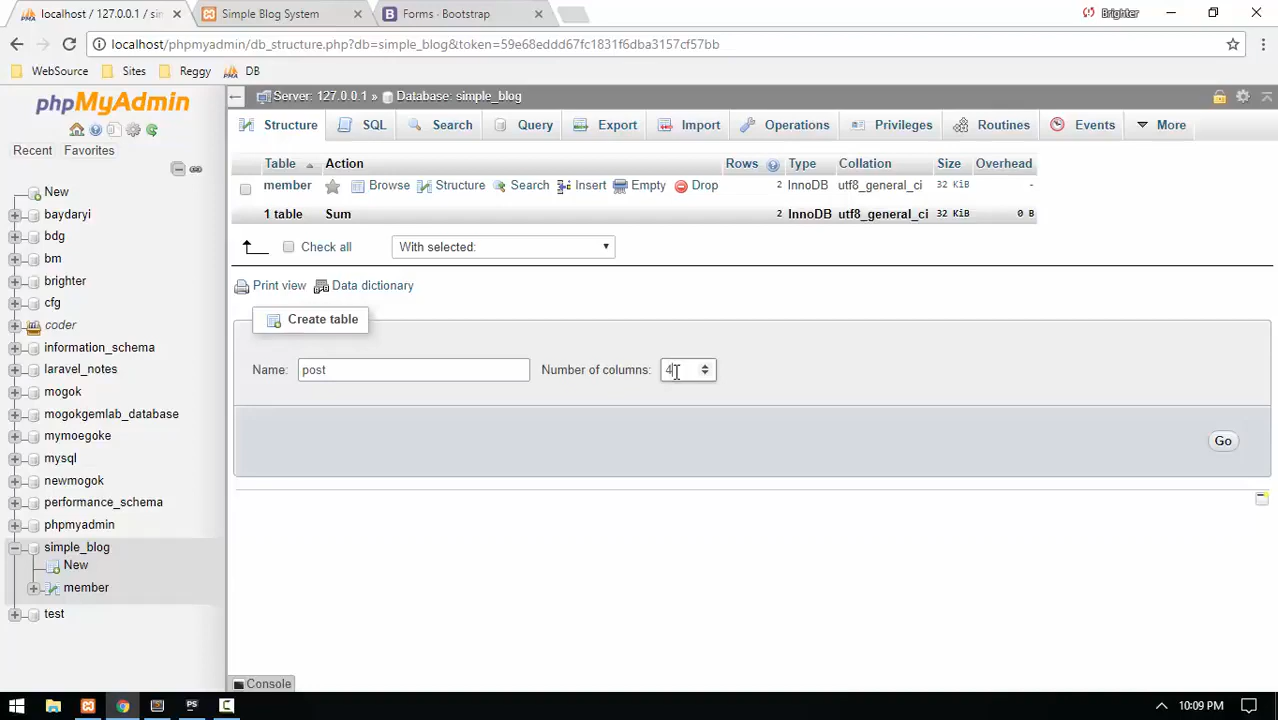 localhost / 127.0.0.1 / sim
Simple Blog System
Forms · Bootstrap
Brighter
localhost/phpmyadmin/db_structure.php?db=simple_blog&token=59e68eddd67fc1831f6dba3157cf57bb
WebSource Sites Reggy DB
phpMyAdmin
Recent Favorites
New
baydaryi
bdg
bm
brighter
cfg
coder
information_schema
laravel_notes
mogok
mogokgemlab_database
mymoegoke
mysql
newmogok
performance_schema
phpmyadmin
simple_blog
New
member
test
Server: 127.0.0.1 » Database: simple_blog
Structure SQL Search Query Export Import Operations Privileges Routines Events More
Table Action Rows Type Collation Size Overhead
member Browse Structure Search Insert Empty Drop 2 InnoDB utf8_general_ci 32 KiB -
1 table Sum 2 InnoDB utf8_general_ci 32 KiB 0 B
Check all With selected:
Print view Data dictionary
Create table
Name: post Number of columns: 4
Go
Console
10:09 PM